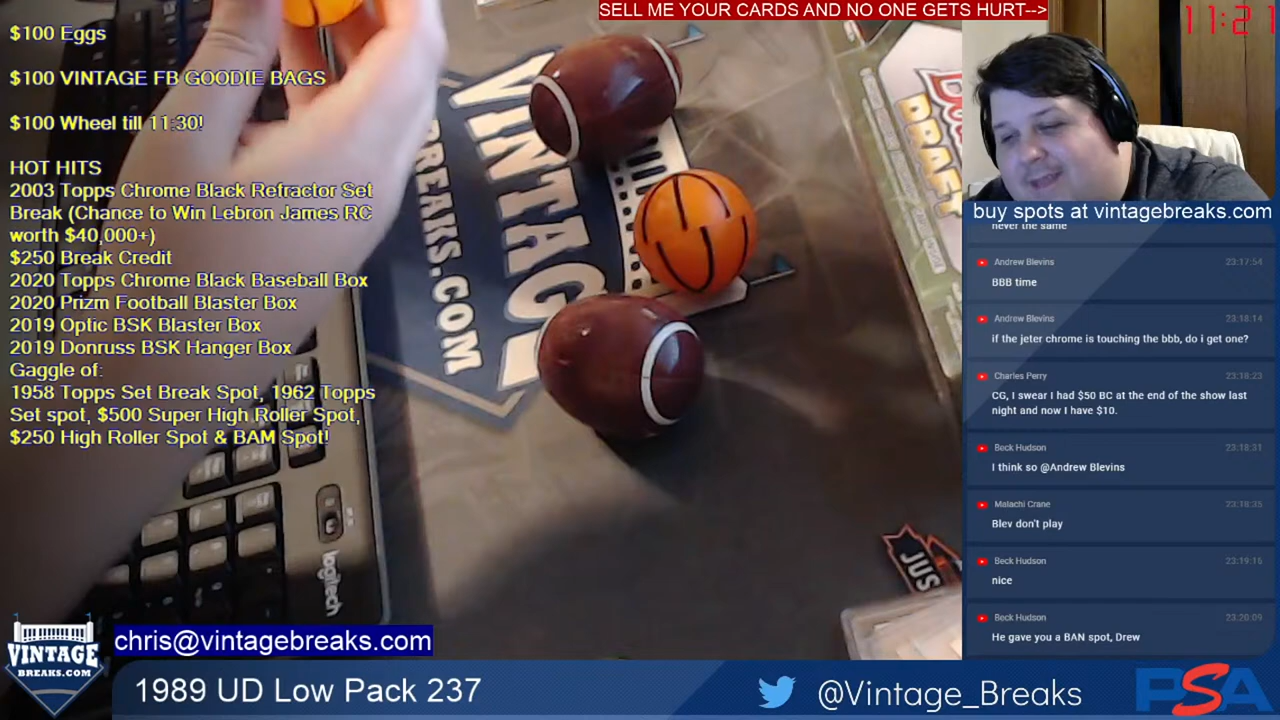 SELL ME YOUR CARDS AND NO ONE GETS HURT-->
11:21
$100 Eggs
$100 VINTAGE FB GOODIE BAGS
$100 Wheel till 11:30!
HOT HITS
2003 Topps Chrome Black Refractor Set
Break (Chance to Win Lebron James RC
worth $40,000+)
$250 Break Credit
2020 Topps Chrome Black Baseball Box
2020 Prizm Football Blaster Box
2019 Optic BSK Blaster Box
2019 Donruss BSK Hanger Box
Gaggle of:
1958 Topps Set Break Spot, 1962 Topps
Set spot, $500 Super High Roller Spot,
$250 High Roller Spot & BAM Spot!
VINTAG
BREAKS.COM
DRAFT
JUS
logitech
buy spots at vintagebreaks.com
never the same
Andrew Blevins 23:17:54
BBB time
Andrew Blevins 23:18:14
if the jeter chrome is touching the bbb, do i get one?
Charles Perry 23:18:23
CG, I swear I had $50 BC at the end of the show last
night and now I have $10.
Beck Hudson 23:18:31
I think so @Andrew Blevins
Malachi Crane 23:18:35
Blev don't play
Beck Hudson 23:19:16
nice
Beck Hudson 23:20:09
He gave you a BAN spot, Drew
VINTAGE
BREAKS.COM
chris@vintagebreaks.com
1989 UD Low Pack 237
@Vintage_Breaks
PSA